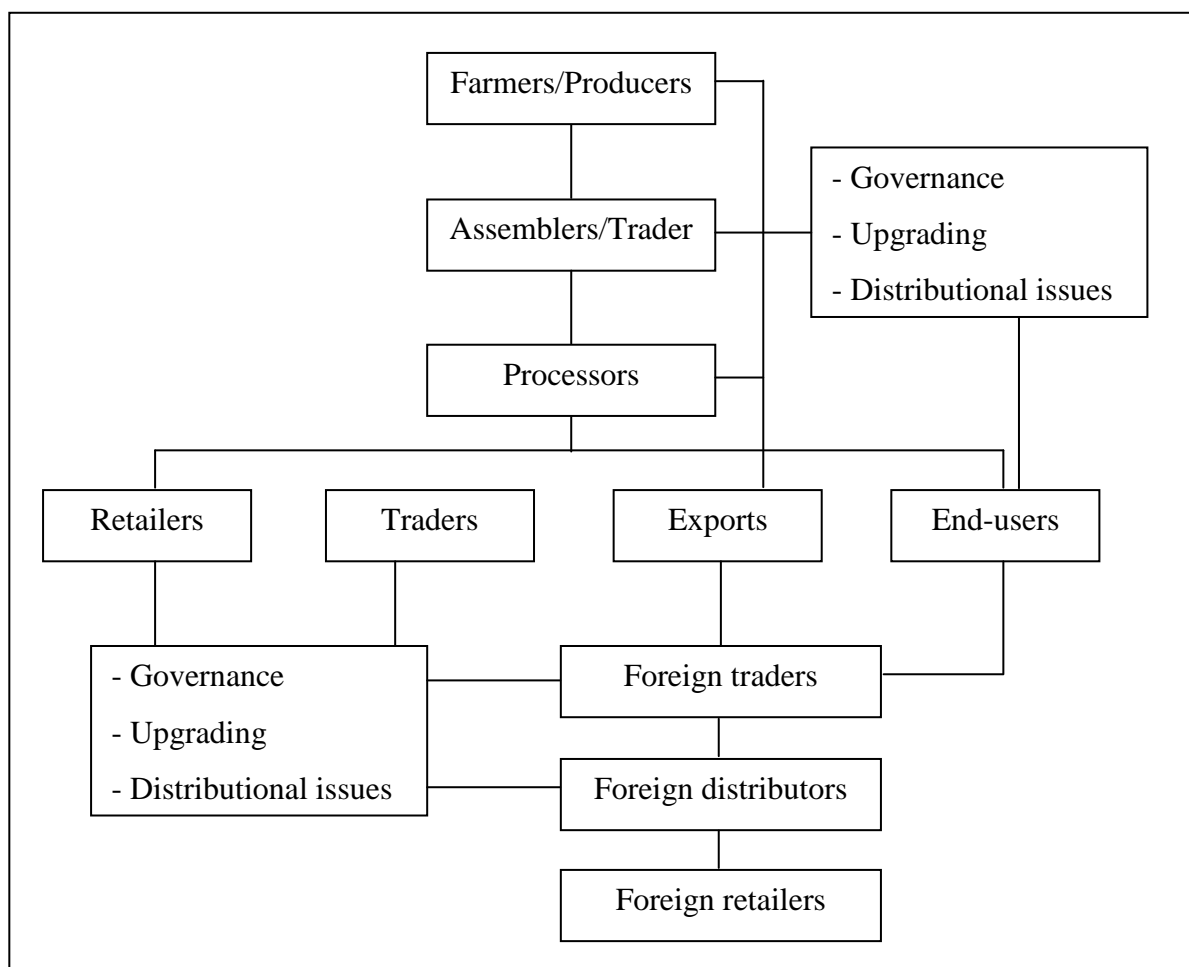 Farmers/Producers
- Governance
- Upgrading
- Distributional issues
Assemblers/Trader
Processors
Retailers
Traders
Exports
End-users
- Governance
- Upgrading
- Distributional issues
Foreign traders
Foreign distributors
Foreign retailers